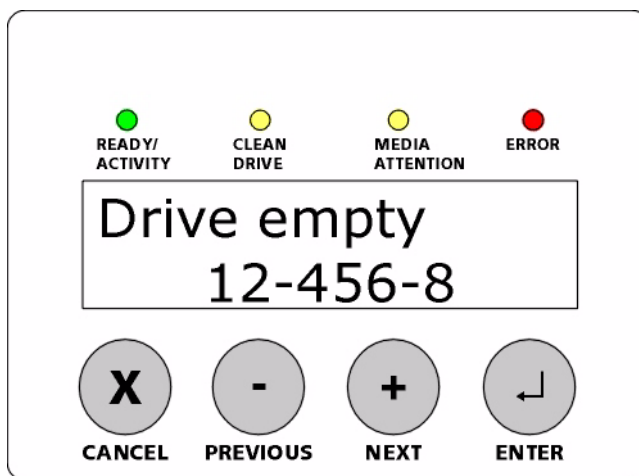 READY/ CLEAN MEDIA ERROR
ACTIVITY DRIVE ATTENTION
Drive empty
12-456-8
X - +
CANCEL PREVIOUS NEXT ENTER